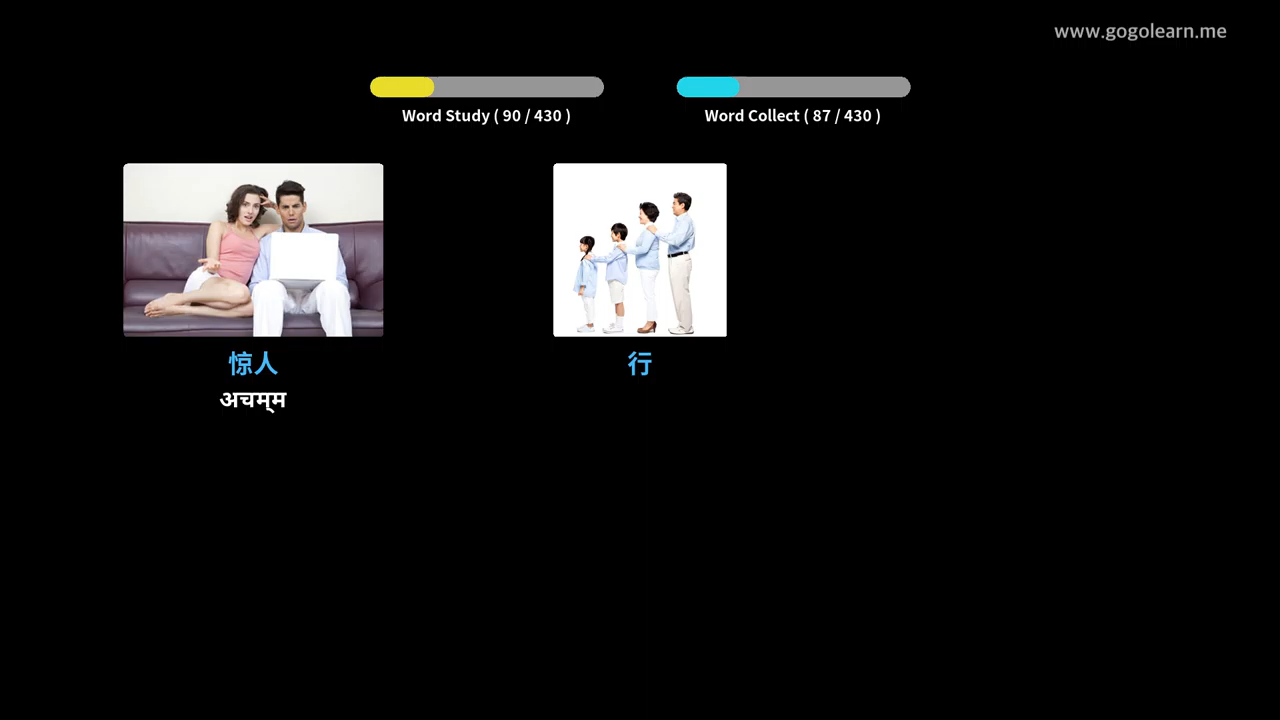 www.gogolearn.me
Word Study ( 90 / 430 )
Word Collect ( 87 / 430 )
惊人
अचम्म
行